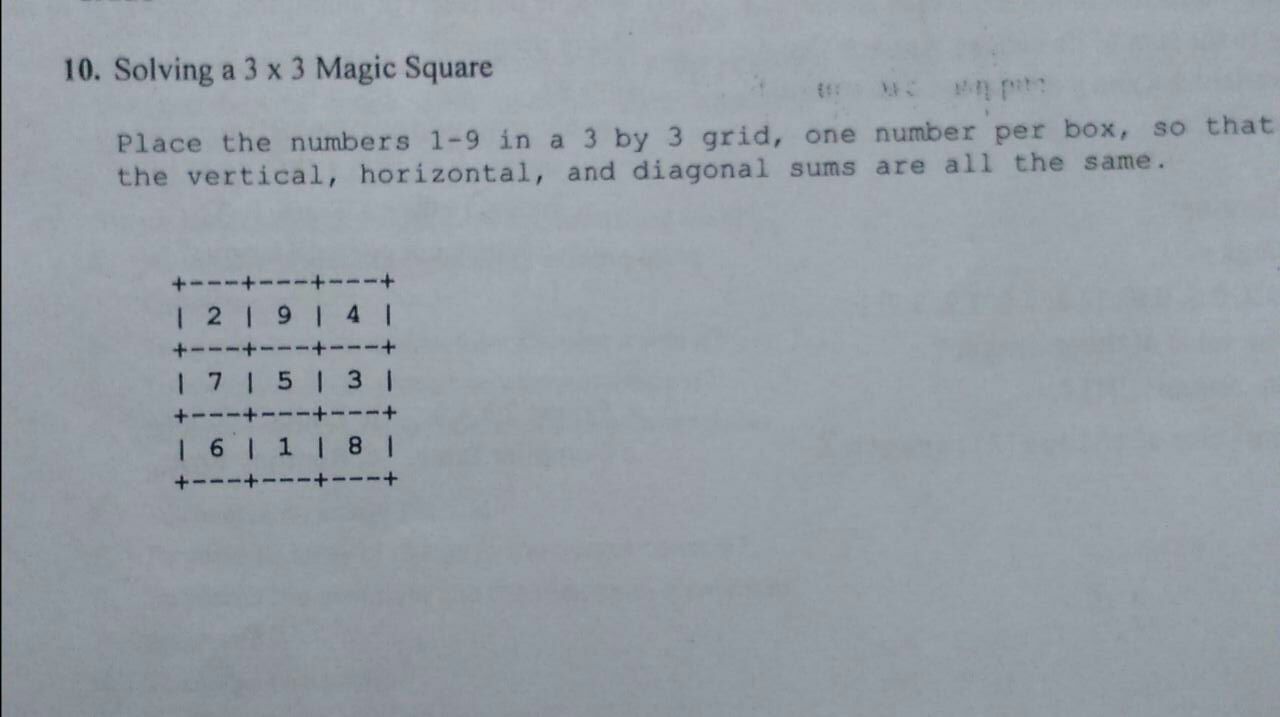 10. Solving a 3 x 3 Magic Square
Place the numbers 1-9 in a 3 by 3 grid, one number per box, so that
the vertical, horizontal, and diagonal sums are all the same.
+---+---+---+
| 2 | 9 | 4 |
+---+---+---+
| 7 | 5 | 3 |
+---+---+---+
| 6 | 1 | 8 |
+---+---+---+